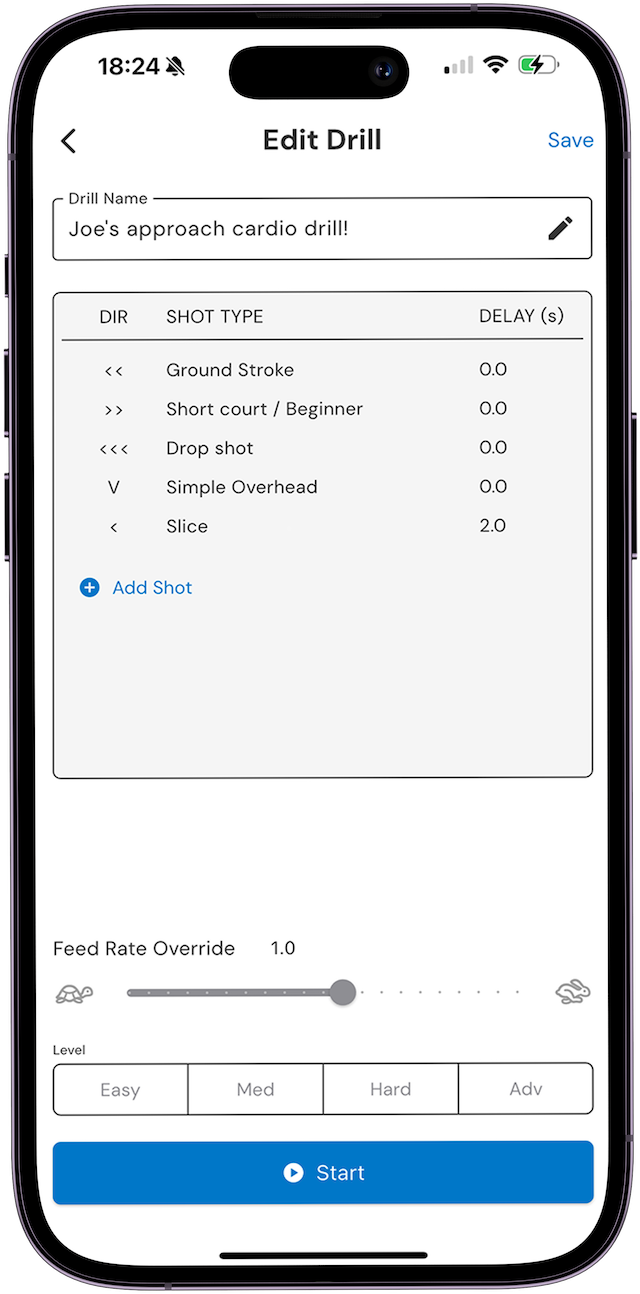 18:24
Edit Drill
Save
Drill Name
Joe's approach cardio drill!
DIR SHOT TYPE DELAY (s)
<< Ground Stroke 0.0
>> Short court / Beginner 0.0
<<< Drop shot 0.0
V Simple Overhead 0.0
< Slice 2.0
Add Shot
Feed Rate Override 1.0
Level
Easy Med Hard Adv
Start